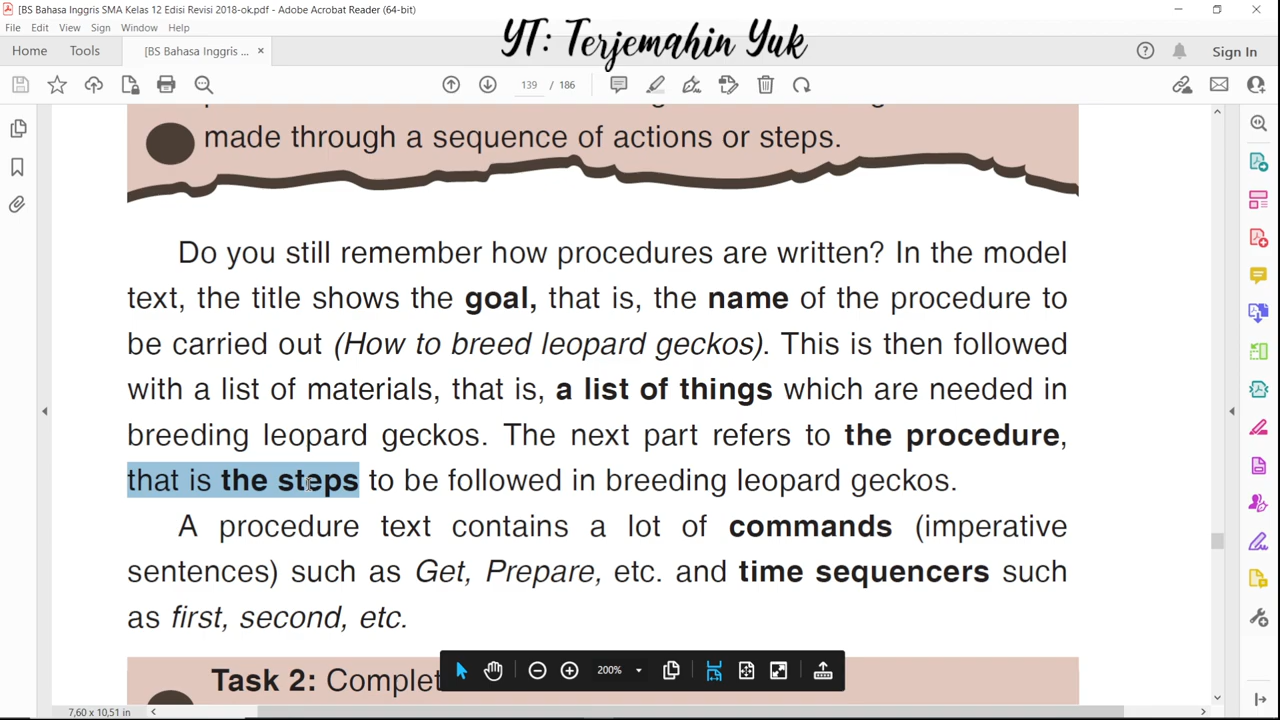 [BS Bahasa Inggris SMA Kelas 12 Edisi Revisi 2018-ok.pdf - Adobe Acrobat Reader (64-bit)
File Edit View Sign Window Help
YT: Terjemahin Yuk
Home Tools [BS Bahasa Inggris ... × Sign In
139 / 186
made through a sequence of actions or steps.
Do you still remember how procedures are written? In the model
text, the title shows the goal, that is, the name of the procedure to
be carried out (How to breed leopard geckos). This is then followed
with a list of materials, that is, a list of things which are needed in
breeding leopard geckos. The next part refers to the procedure,
that is the steps to be followed in breeding leopard geckos.
A procedure text contains a lot of commands (imperative
sentences) such as Get, Prepare, etc. and time sequencers such
as first, second, etc.
Task 2: Complet
200%
7,60 x 10,51 in